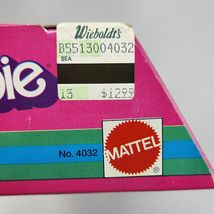 Wieboldt's
B5513004032
SEA
13 $1299
bie
No. 4032
MATTEL